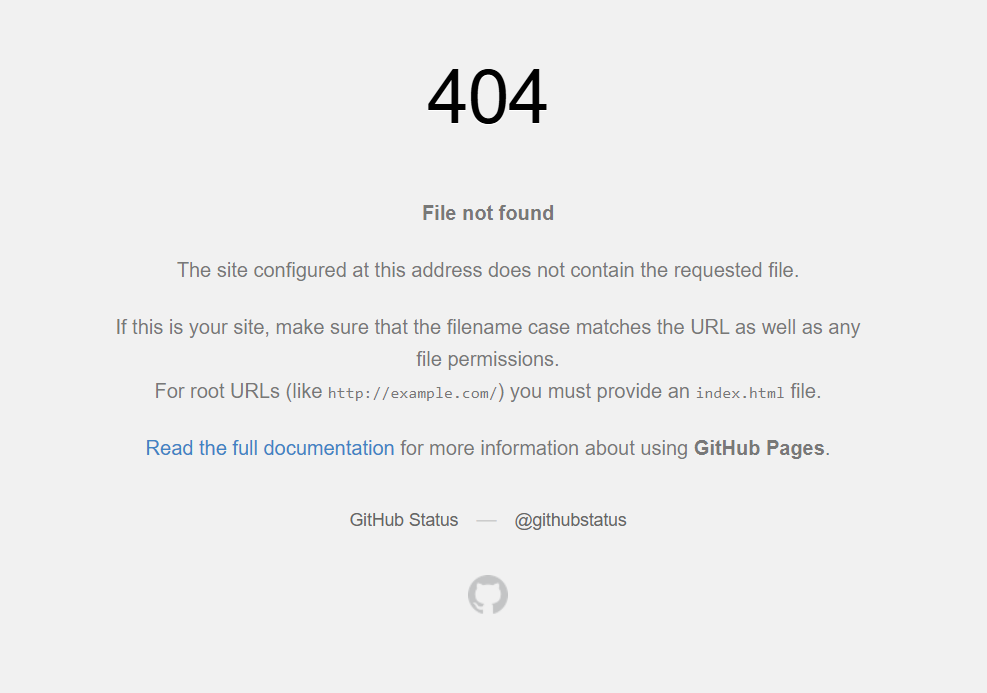 404
File not found
The site configured at this address does not contain the requested file.
If this is your site, make sure that the filename case matches the URL as well as any
file permissions.
For root URLs (like http://example.com/) you must provide an index.html file.
Read the full documentation for more information about using GitHub Pages.
GitHub Status — @githubstatus